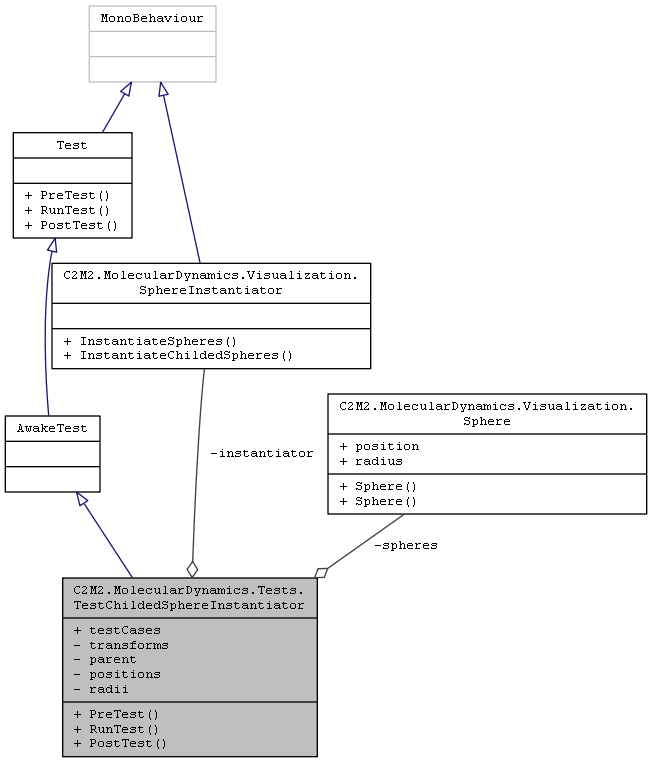 MonoBehaviour
Test
+ PreTest()
+ RunTest()
+ PostTest()
C2M2.MolecularDynamics.Visualization.
SphereInstantiator
+ InstantiateSpheres()
+ InstantiateChildedSpheres()
C2M2.MolecularDynamics.Visualization.
Sphere
+ position
+ radius
+ Sphere()
+ Sphere()
AwakeTest
-instantiator
-spheres
C2M2.MolecularDynamics.Tests.
TestChildedSphereInstantiator
+ testCases
- transforms
- parent
- positions
- radii
+ PreTest()
+ RunTest()
+ PostTest()